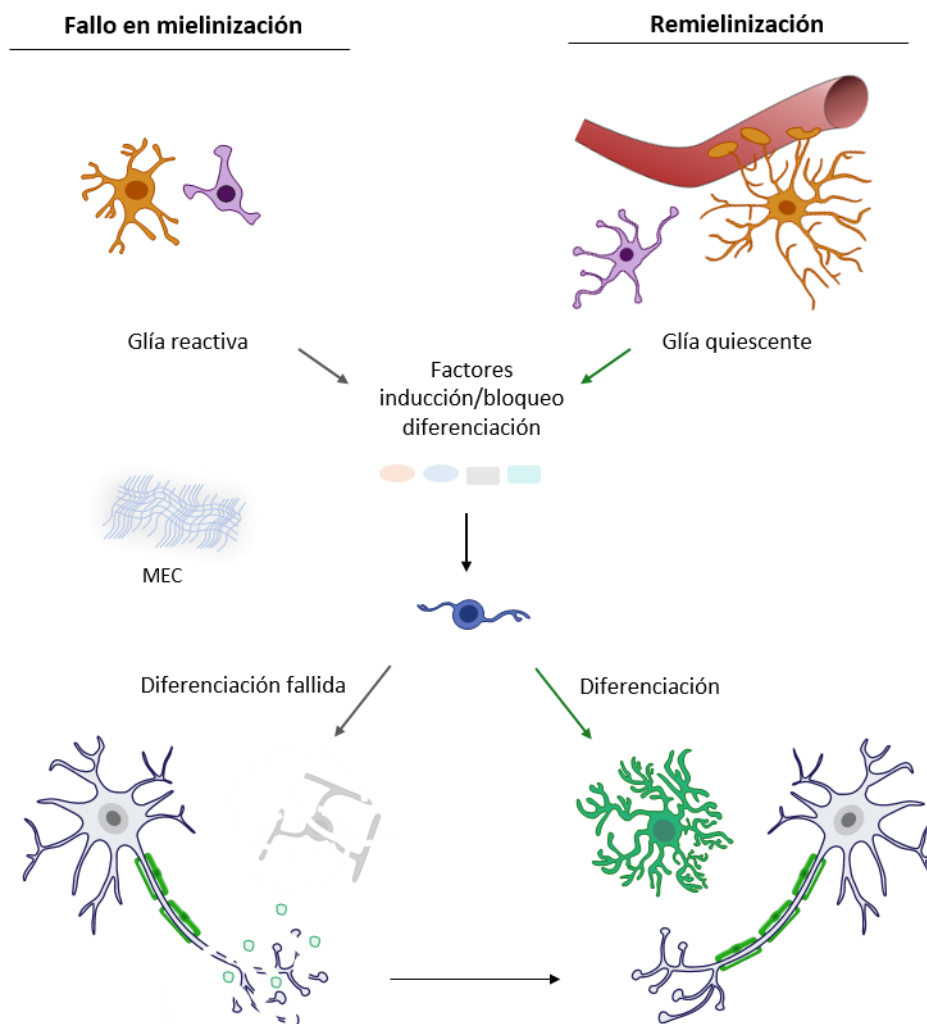 Fallo en mielinización
Remielinización
Glía reactiva
Glía quiescente
Factores
inducción/bloqueo
diferenciación
MEC
Diferenciación fallida
Diferenciación